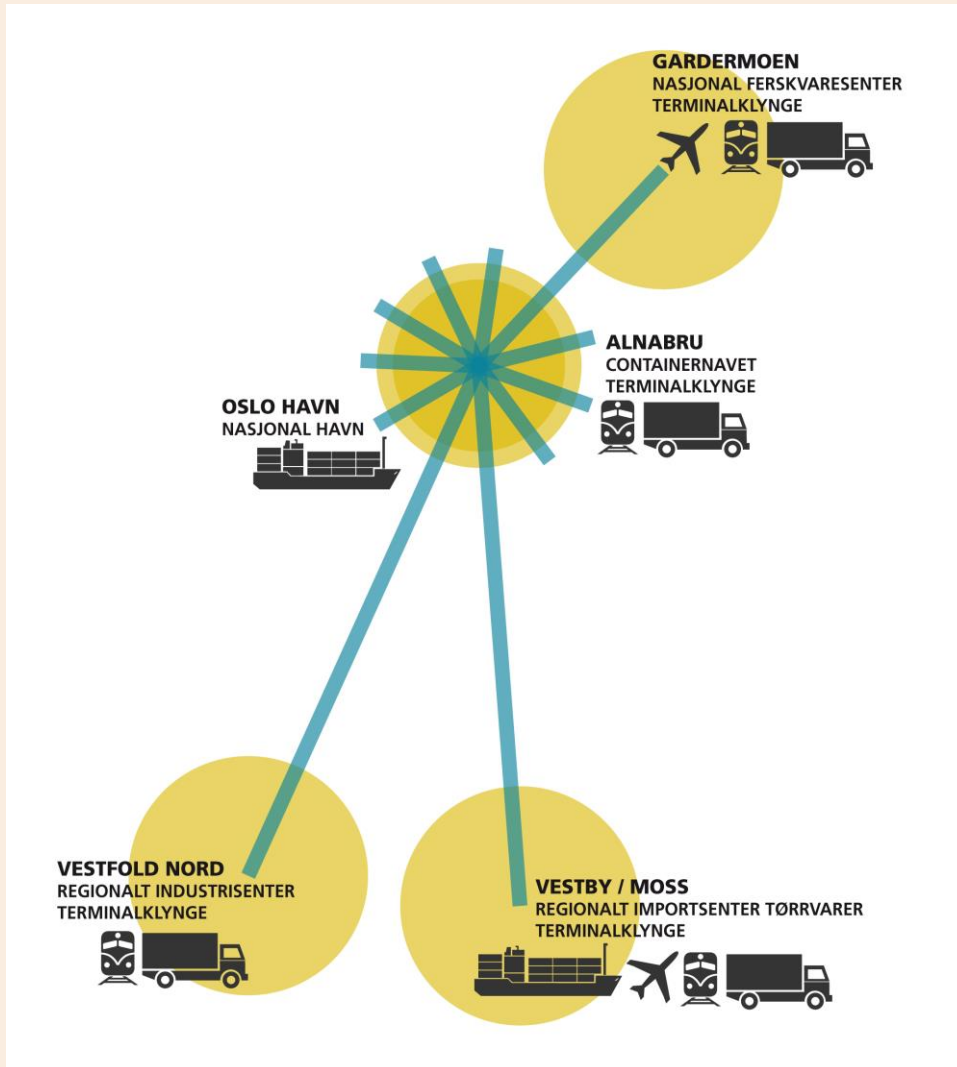 GARDERMOEN
NASJONAL FERSKVARESENTER
TERMINALKLYNGE
ALNABRU
CONTAINERNAVET
TERMINALKLYNGE
OSLO HAVN
NASJONAL HAVN
VESTFOLD NORD
REGIONALT INDUSTRISENTER
TERMINALKLYNGE
VESTBY / MOSS
REGIONALT IMPORTSENTER TØRRVARER
TERMINALKLYNGE